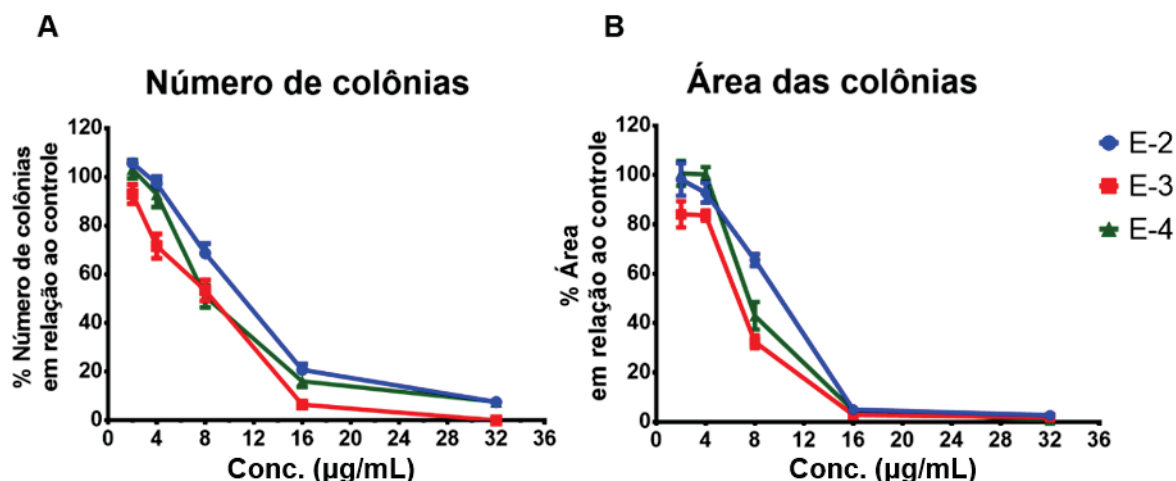 A
Número de colônias
% Número de colônias
em relação ao controle
120
100
80
60
40
20
0
0 4 8 12 16 20 24 28 32 36
Conc. (µg/mL)
B
Área das colônias
% Área
em relação ao controle
120
100
80
60
40
20
0
0 4 8 12 16 20 24 28 32 36
Conc. (µg/mL)
E-2
E-3
E-4